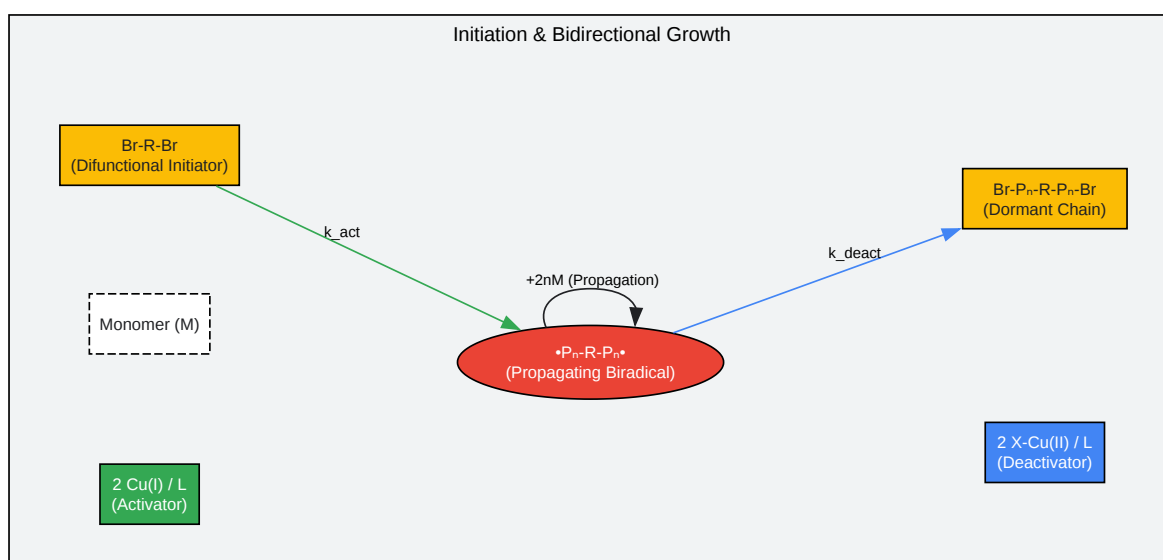 Initiation & Bidirectional Growth
Br-R-Br
(Difunctional Initiator)
k_act
Monomer (M)
2 Cu(I) / L
(Activator)
+2nM (Propagation)
•Pₙ-R-Pₙ•
(Propagating Biradical)
k_deact
Br-Pₙ-R-Pₙ-Br
(Dormant Chain)
2 X-Cu(II) / L
(Deactivator)